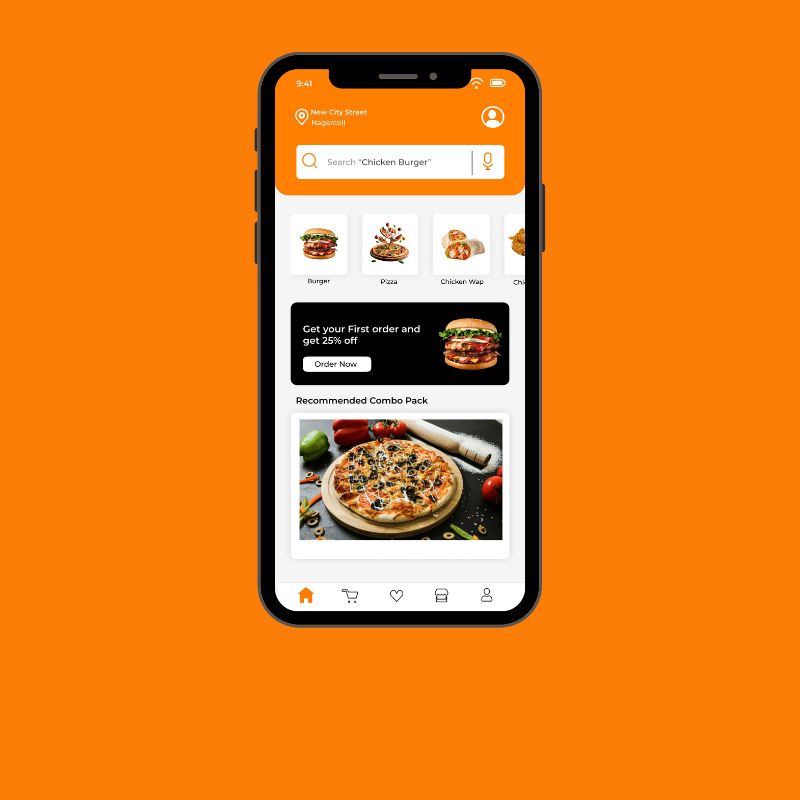 9:41
New City Street
Nagercoil
Search "Chicken Burger"
Burger
Pizza
Chicken Wap
Chi
Get your First order and
get 25% off
Order Now
Recommended Combo Pack